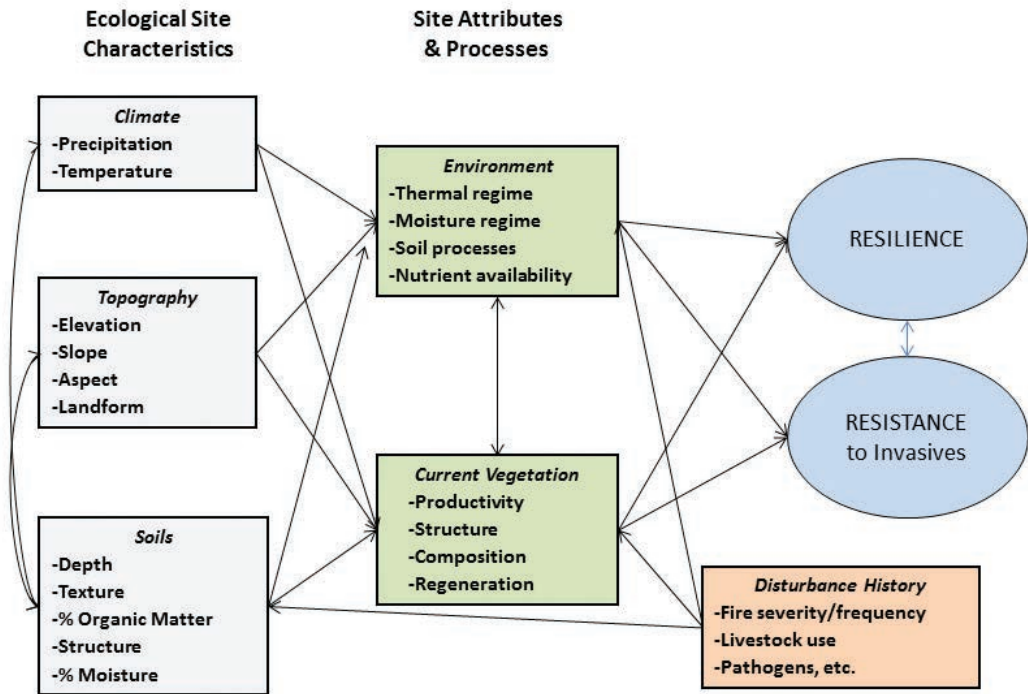 Ecological Site
Characteristics
Site Attributes
& Processes
Climate
-Precipitation
-Temperature
Topography
-Elevation
-Slope
-Aspect
-Landform
Soils
-Depth
-Texture
-% Organic Matter
-Structure
-% Moisture
Environment
-Thermal regime
-Moisture regime
-Soil processes
-Nutrient availability
Current Vegetation
-Productivity
-Structure
-Composition
-Regeneration
RESILIENCE
RESISTANCE
to Invasives
Disturbance History
-Fire severity/frequency
-Livestock use
-Pathogens, etc.